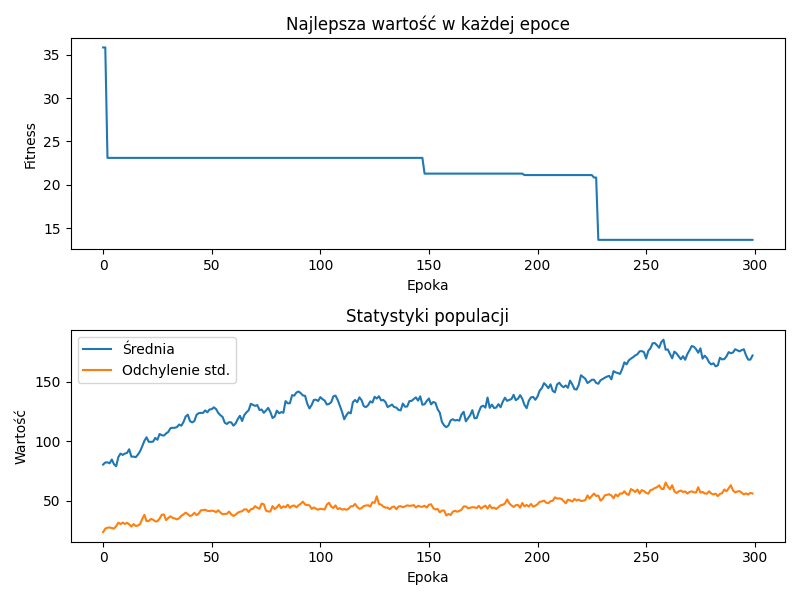 Najlepsza wartość w każdej epoce
35
30
25
20
15
Fitness
0 50 100 150 200 250 300
Epoka
Statystyki populacji
Średnia
Odchylenie std.
150
100
50
Wartość
0 50 100 150 200 250 300
Epoka